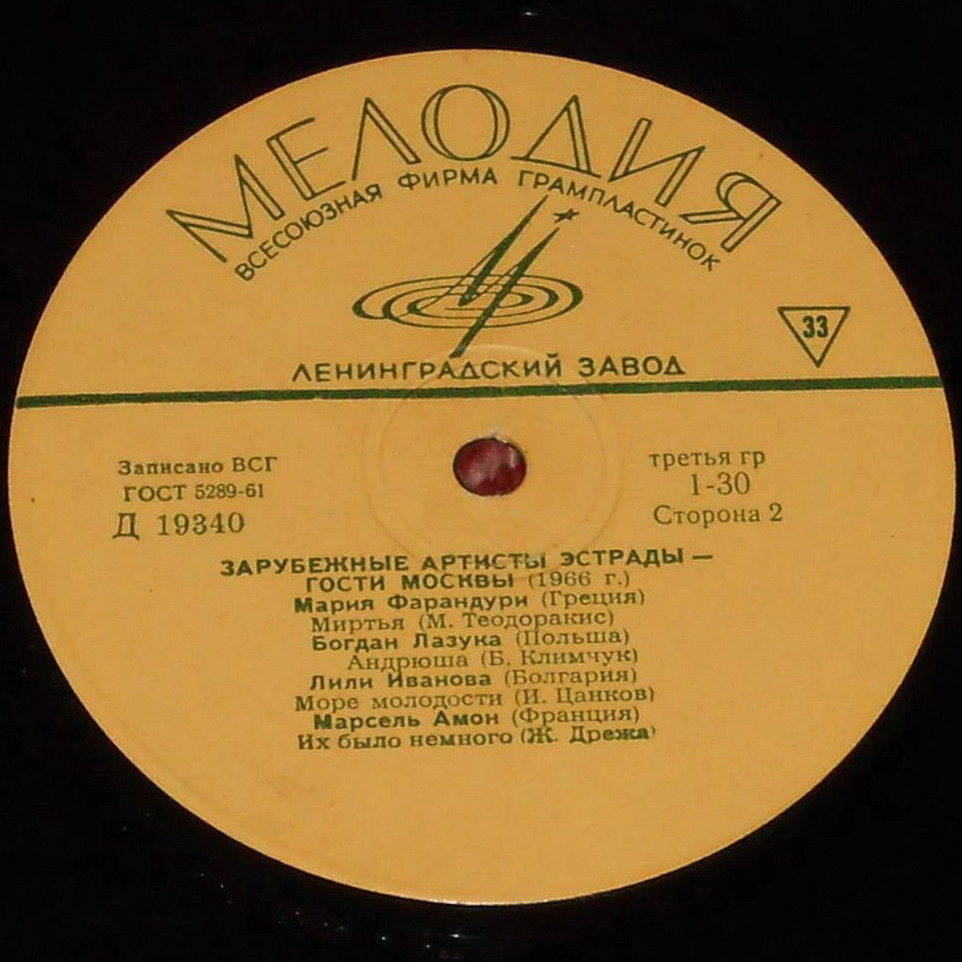 МЕЛОДИЯ
ВСЕСОЮЗНАЯ ФИРМА ГРАМПЛАСТИНОК
33
ЛЕНИНГРАДСКИЙ ЗАВОД
Записано ВСГ
ГОСТ 5289-61
Д 19340
третья гр
1-30
Сторона 2
ЗАРУБЕЖНЫЕ АРТИСТЫ ЭСТРАДЫ —
ГОСТИ МОСКВЫ (1966 г.)
Мария Фарандури (Греция)
Миртья (М. Теодоракис)
Богдан Лазука (Польша)
Андрюша (Б. Климчук)
Лили Иванова (Болгария)
Море молодости (И. Цанков)
Марсель Амон (Франция)
Их было немного (Ж. Дрежа)